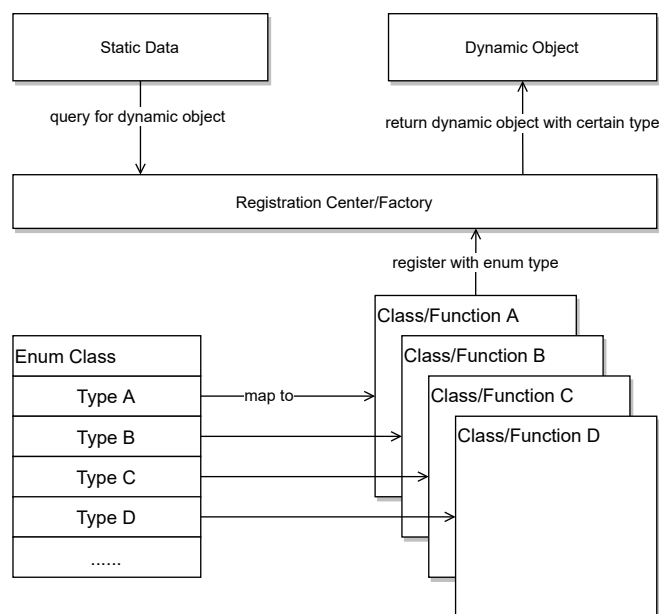 Static Data
Dynamic Object
query for dynamic object
return dynamic object with certain type
Registration Center/Factory
register with enum type
Class/Function A
Enum Class
Class/Function B
Type A
map to
Class/Function C
Type B
Class/Function D
Type C
Type D
......